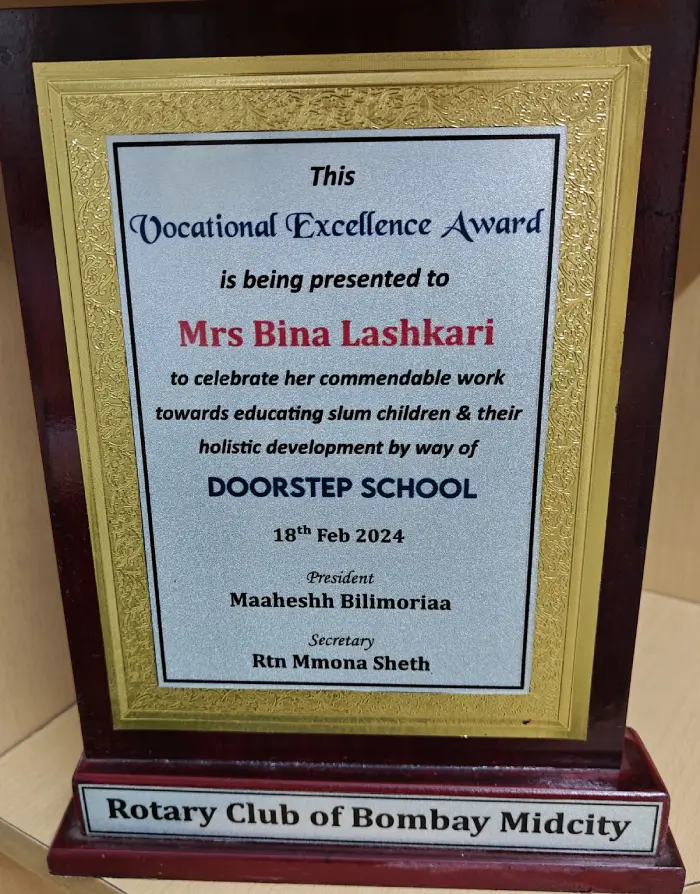 This
Vocational Excellence Award
is being presented to
Mrs Bina Lashkari
to celebrate her commendable work
towards educating slum children & their
holistic development by way of
DOORSTEP SCHOOL
18th Feb 2024
President
Maaheshh Bilimoriaa
Secretary
Rtn Mmona Sheth
Rotary Club of Bombay Midcity